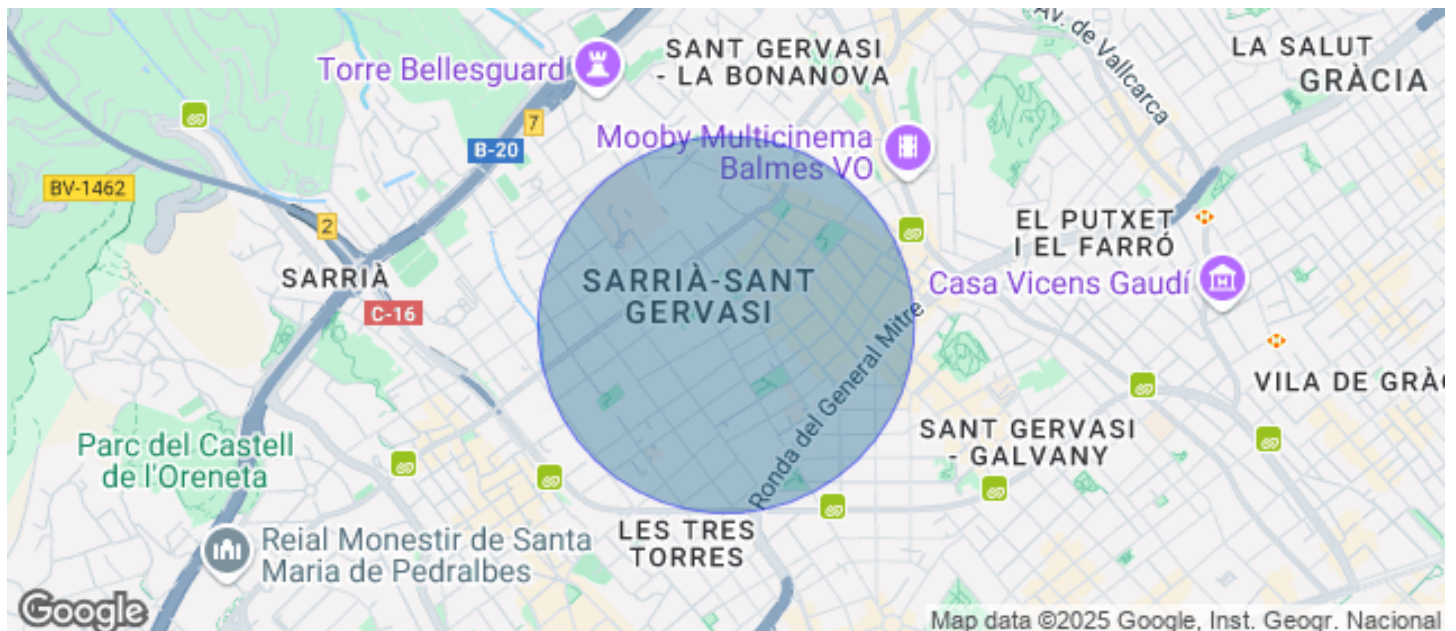 Av. de Vallcarca
SANT GERVASI
- LA BONANOVA
LA SALUT
GRÀCIA
Torre Bellesguard
7
B-20
Mooby Multicinema
Balmes VO
BV-1462
2
SARRIÀ
C-16
SARRIÀ-SANT
GERVASI
EL PUTXET
I EL FARRÓ
Casa Vicens Gaudí
Ronda del General Mitre
VILA DE GRÀC
SANT GERVASI
- GALVANY
Parc del Castell
de l'Oreneta
LES TRES
TORRES
Reial Monestir de Santa
Maria de Pedralbes
Google
Map data ©2025 Google, Inst. Geogr. Nacional